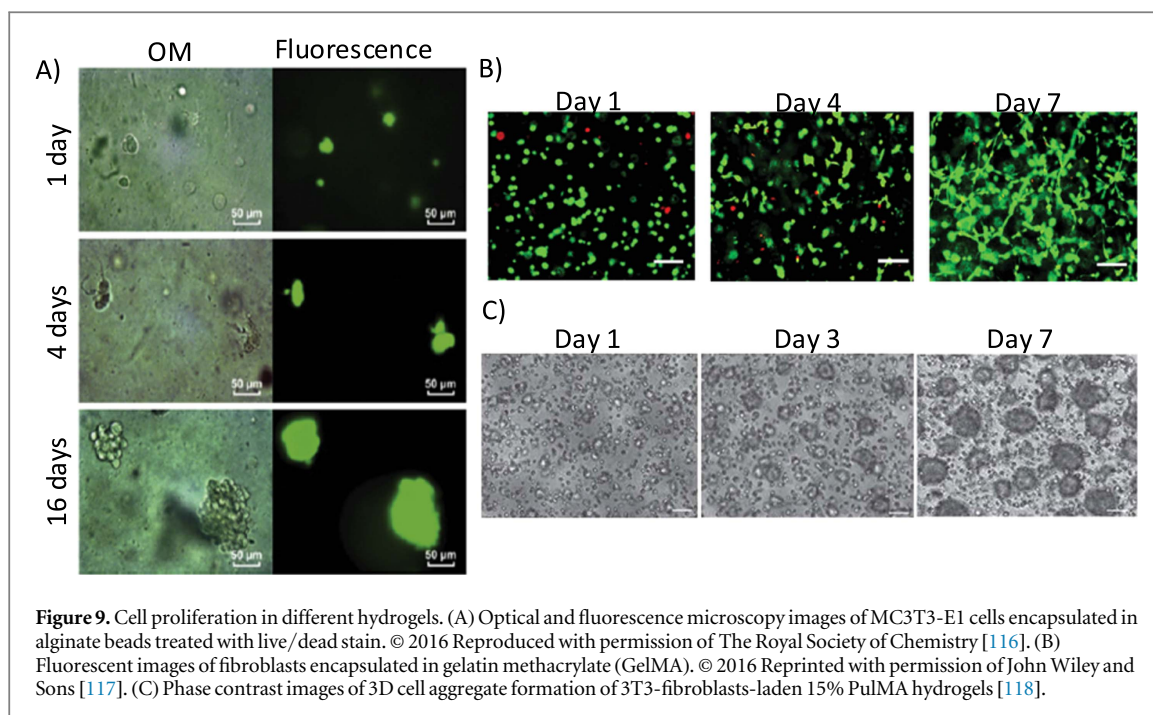 A)
OM
Fluorescence
1 day
50 µm
50 µm
4 days
50 µm
50 µm
16 days
50 µm
50 µm
B)
Day 1
Day 4
Day 7
C)
Day 1
Day 3
Day 7
Figure 9. Cell proliferation in different hydrogels. (A) Optical and fluorescence microscopy images of MC3T3-E1 cells encapsulated in
alginate beads treated with live/dead stain. © 2016 Reproduced with permission of The Royal Society of Chemistry [116]. (B)
Fluorescent images of fibroblasts encapsulated in gelatin methacrylate (GelMA). © 2016 Reprinted with permission of John Wiley and
Sons [117]. (C) Phase contrast images of 3D cell aggregate formation of 3T3-fibroblasts-laden 15% PulMA hydrogels [118].